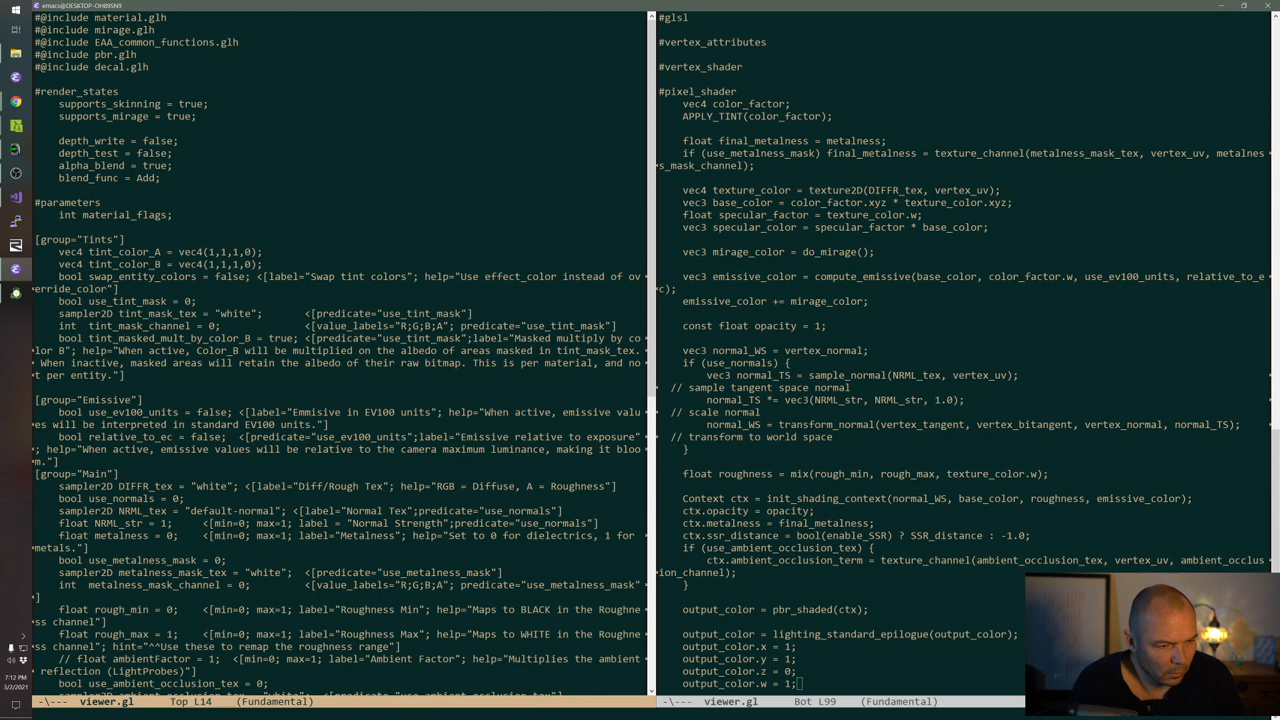 emacs@DESKTOP-OH89SN9
#@include material.glh
#@include mirage.glh
#@include EAA_common_functions.glh
#@include pbr.glh
#@include decal.glh
#render_states
supports_skinning = true;
supports_mirage = true;
depth_write = false;
depth_test = false;
alpha_blend = true;
blend_func = Add;
#parameters
int material_flags;
[group="Tints"]
vec4 tint_color_A = vec4(1,1,1,0);
vec4 tint_color_B = vec4(1,1,1,0);
bool swap_entity_colors = false; <[label="Swap tint colors"; help="Use effect_color instead of ov
erride_color"]
bool use_tint_mask = 0;
sampler2D tint_mask_tex = "white"; <[predicate="use_tint_mask"]
int tint_mask_channel = 0; <[value_labels="R;G;B;A"; predicate="use_tint_mask"]
bool tint_masked_mult_by_color_B = true; <[predicate="use_tint_mask";label="Masked multiply by co
lor B"; help="When active, Color_B will be multiplied on the albedo of areas masked in tint_mask_tex.
When inactive, masked areas will retain the albedo of their raw bitmap. This is per material, and no
t per entity."]
[group="Emissive"]
bool use_ev100_units = false; <[label="Emmisive in EV100 units"; help="When active, emissive valu
es will be interpreted in standard EV100 units."]
bool relative_to_ec = false; <[predicate="use_ev100_units";label="Emissive relative to exposure"
; help="When active, emissive values will be relative to the camera maximum luminance, making it bloo
m."]
[group="Main"]
sampler2D DIFFR_tex = "white"; <[label="Diff/Rough Tex"; help="RGB = Diffuse, A = Roughness"]
bool use_normals = 0;
sampler2D NRML_tex = "default-normal"; <[label="Normal Tex";predicate="use_normals"]
float NRML_str = 1; <[min=0; max=1; label = "Normal Strength";predicate="use_normals"]
float metalness = 0; <[min=0; max=1; label="Metalness"; help="Set to 0 for dielectrics, 1 for
metals."]
bool use_metalness_mask = 0;
sampler2D metalness_mask_tex = "white"; <[predicate="use_metalness_mask"]
int metalness_mask_channel = 0; <[value_labels="R;G;B;A"; predicate="use_metalness_mask"
]
float rough_min = 0; <[min=0; max=1; label="Roughness Min"; help="Maps to BLACK in the Roughne
ss channel"]
float rough_max = 1; <[min=0; max=1; label="Roughness Max"; help="Maps to WHITE in the Roughne
ss channel"; hint="^^Use these to remap the roughness range"]
// float ambientFactor = 1; <[min=0; max=1; label="Ambient Factor"; help="Multiplies the ambient
reflection (LightProbes)"]
bool use_ambient_occlusion_tex = 0;
-\--- viewer.gl Top L14 (Fundamental)
#glsl
#vertex_attributes
#vertex_shader
#pixel_shader
vec4 color_factor;
APPLY_TINT(color_factor);
float final_metalness = metalness;
if (use_metalness_mask) final_metalness = texture_channel(metalness_mask_tex, vertex_uv, metalnes
s_mask_channel);
vec4 texture_color = texture2D(DIFFR_tex, vertex_uv);
vec3 base_color = color_factor.xyz * texture_color.xyz;
float specular_factor = texture_color.w;
vec3 specular_color = specular_factor * base_color;
vec3 mirage_color = do_mirage();
vec3 emissive_color = compute_emissive(base_color, color_factor.w, use_ev100_units, relative_to_e
c);
emissive_color += mirage_color;
const float opacity = 1;
vec3 normal_WS = vertex_normal;
if (use_normals) {
vec3 normal_TS = sample_normal(NRML_tex, vertex_uv);
// sample tangent space normal
normal_TS *= vec3(NRML_str, NRML_str, 1.0);
// scale normal
normal_WS = transform_normal(vertex_tangent, vertex_bitangent, vertex_normal, normal_TS);
// transform to world space
}
float roughness = mix(rough_min, rough_max, texture_color.w);
Context ctx = init_shading_context(normal_WS, base_color, roughness, emissive_color);
ctx.opacity = opacity;
ctx.metalness = final_metalness;
ctx.ssr_distance = bool(enable_SSR) ? SSR_distance : -1.0;
if (use_ambient_occlusion_tex) {
ctx.ambient_occlusion_term = texture_channel(ambient_occlusion_tex, vertex_uv, ambient_occlus
ion_channel);
}
output_color = pbr_shaded(ctx);
output_color = lighting_standard_epilogue(output_color);
output_color.x = 1;
output_color.y = 1;
output_color.z = 0;
output_color.w = 1;
-\--- viewer.gl Bot L99 (Fundamental)
7:12 PM
5/2/2021